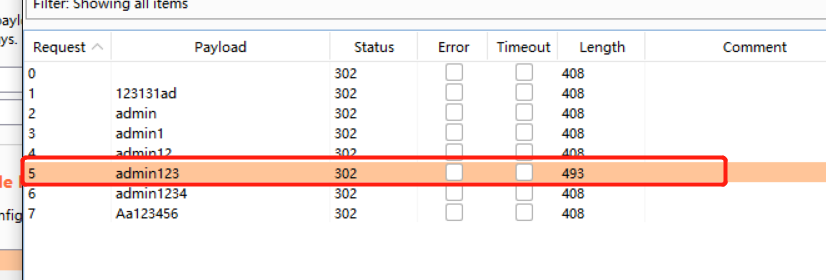 Filter: Showing all items
payl
ys.
Request Payload Status Error Timeout Length Comment
0 302 408
1 123131ad 302 408
2 admin 302 408
3 admin1 302 408
4 admin12 302 408
5 admin123 302 493
le
6 admin1234 302 408
nfig
7 Aa123456 302 408